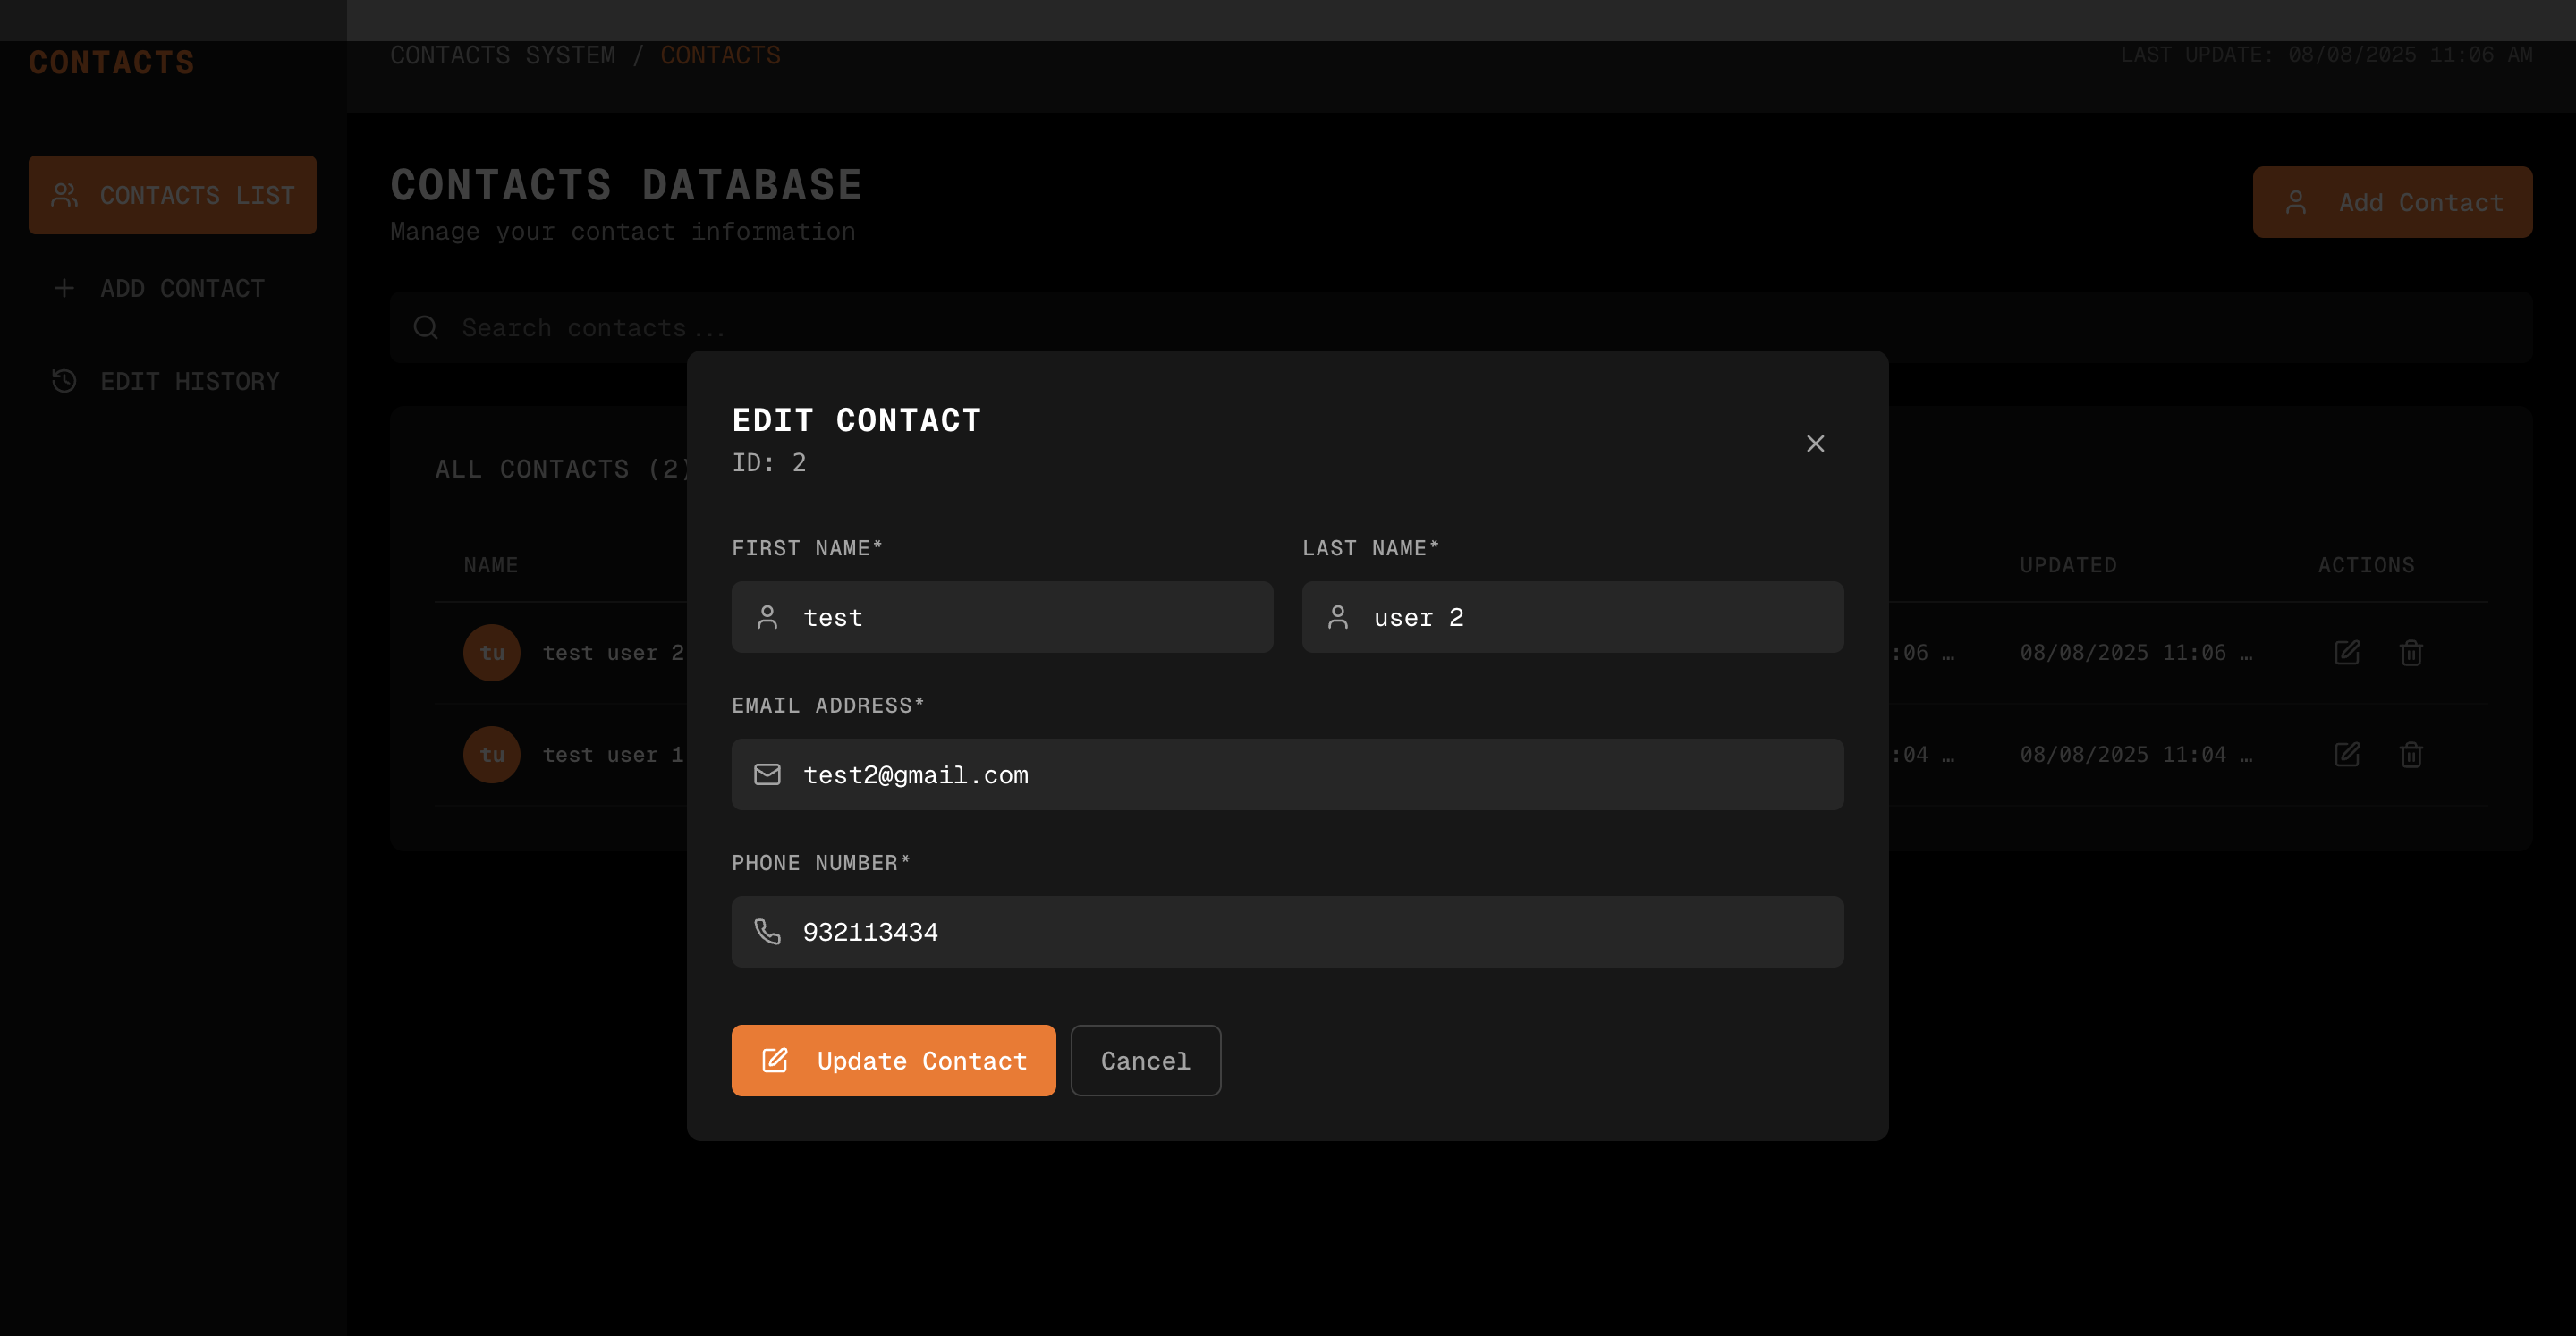 CONTACTS
CONTACTS SYSTEM / CONTACTS
LAST UPDATE: 08/08/2025 11:06 AM
CONTACTS LIST
ADD CONTACT
EDIT HISTORY
CONTACTS DATABASE
Manage your contact information
Add Contact
Search contacts...
ALL CONTACTS (2)
NAME
UPDATED
ACTIONS
tu test user 2
:06 … 08/08/2025 11:06 …
tu test user 1
:04 … 08/08/2025 11:04 …
EDIT CONTACT
ID: 2
FIRST NAME*
LAST NAME*
test
user 2
EMAIL ADDRESS*
test2@gmail.com
PHONE NUMBER*
932113434
Update Contact
Cancel